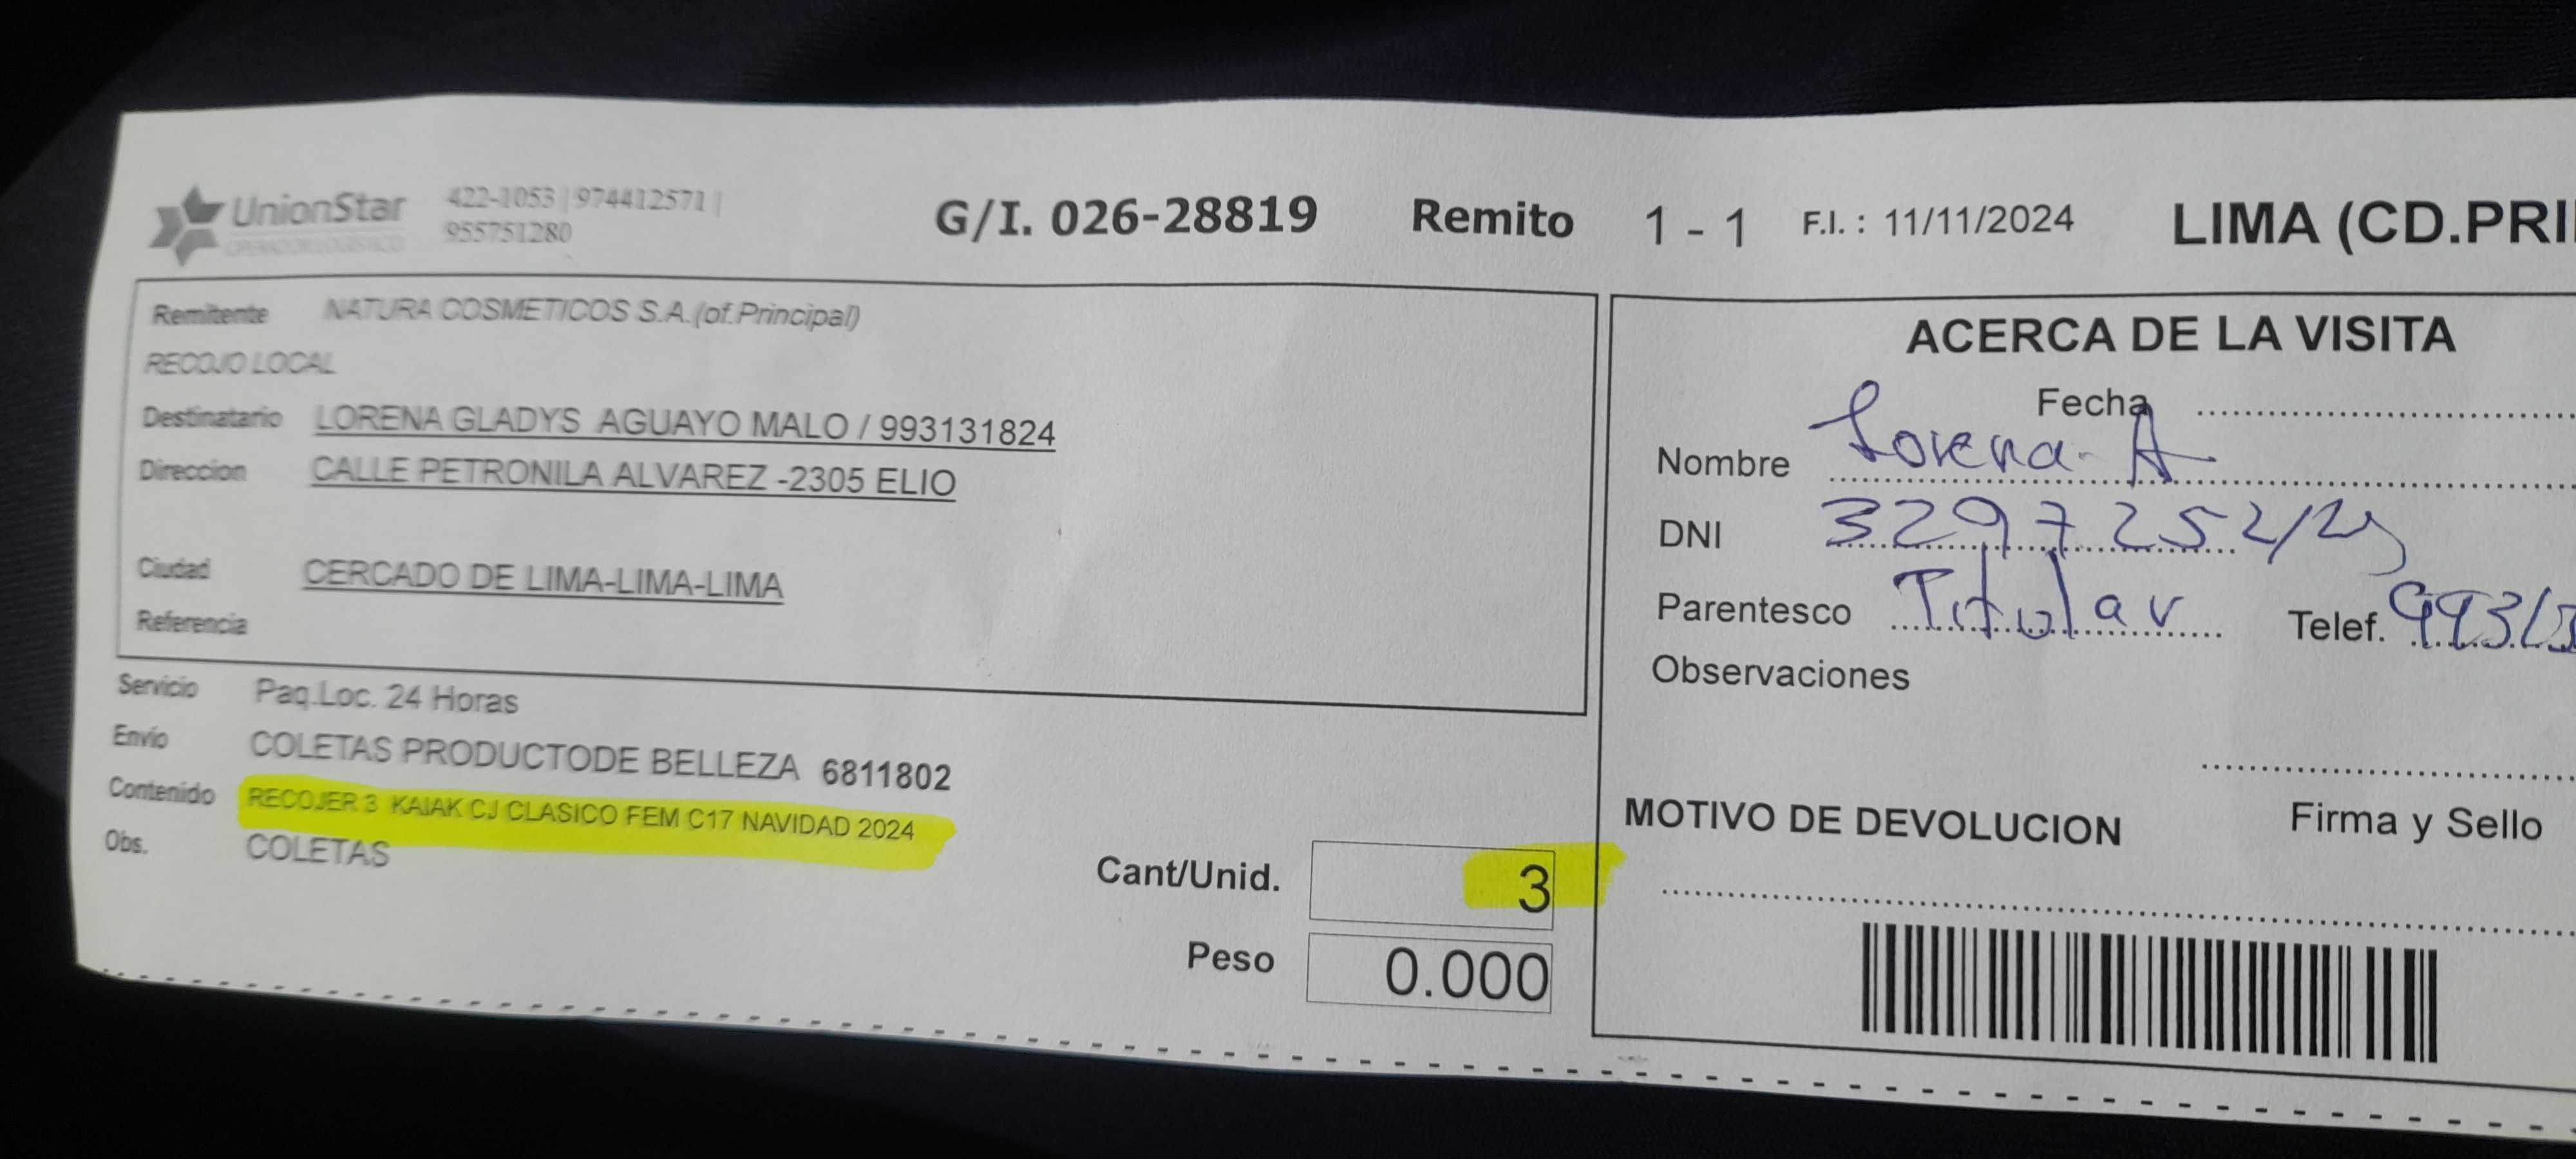 UnionStar
OPERADOR LOGISTICO
422-1053 | 974412571 |
955751280
G/I. 026-28819 Remito 1 - 1 F.I. : 11/11/2024 LIMA (CD.PRI
Remitente NATURA COSMETICOS S.A.(of.Principal)
RECOJO LOCAL
Destinatario LORENA GLADYS AGUAYO MALO / 993131824
Direccion CALLE PETRONILA ALVAREZ -2305 ELIO
Ciudad CERCADO DE LIMA-LIMA-LIMA
Referencia
Servicio Paq.Loc. 24 Horas
Envio COLETAS PRODUCTODE BELLEZA 6811802
Contenido RECOJER 3 KAIAK CJ CLASICO FEM C17 NAVIDAD 2024
Obs. COLETAS
Cant/Unid. 3
Peso 0.000
ACERCA DE LA VISITA
Fecha
Nombre Lorena A
DNI
Parentesco Titular Telef.
Observaciones
MOTIVO DE DEVOLUCION Firma y Sello